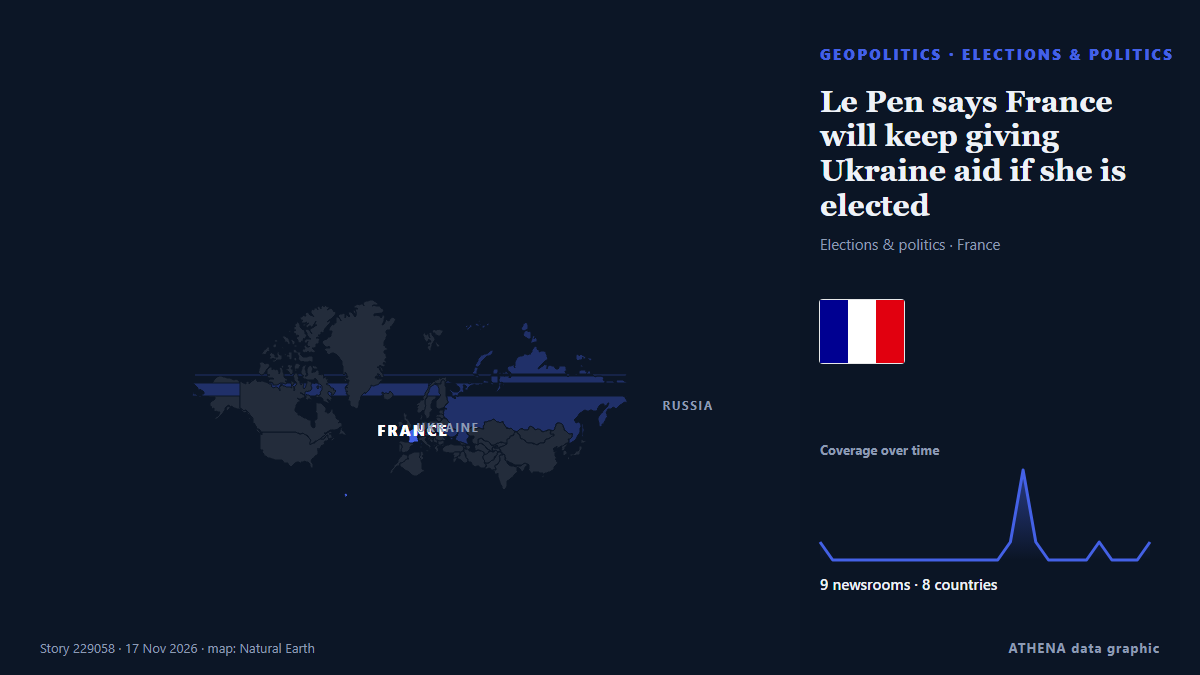 GEOPOLITICS · ELECTIONS & POLITICS
Le Pen says France
will keep giving
Ukraine aid if she is
elected
Elections & politics · France
RUSSIA
FRANCE
UKRAINE
Coverage over time
9 newsrooms · 8 countries
Story 229058 · 17 Nov 2026 · map: Natural Earth
ATHENA data graphic